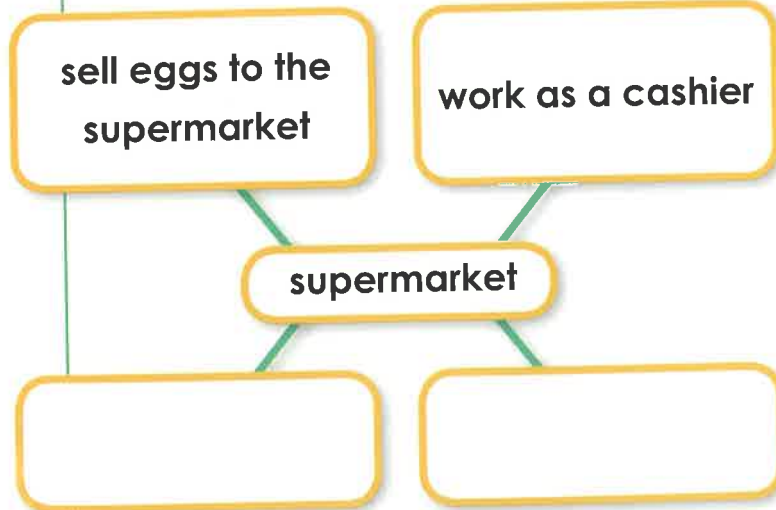 sell eggs to the
supermarket
work as a cashier
supermarket